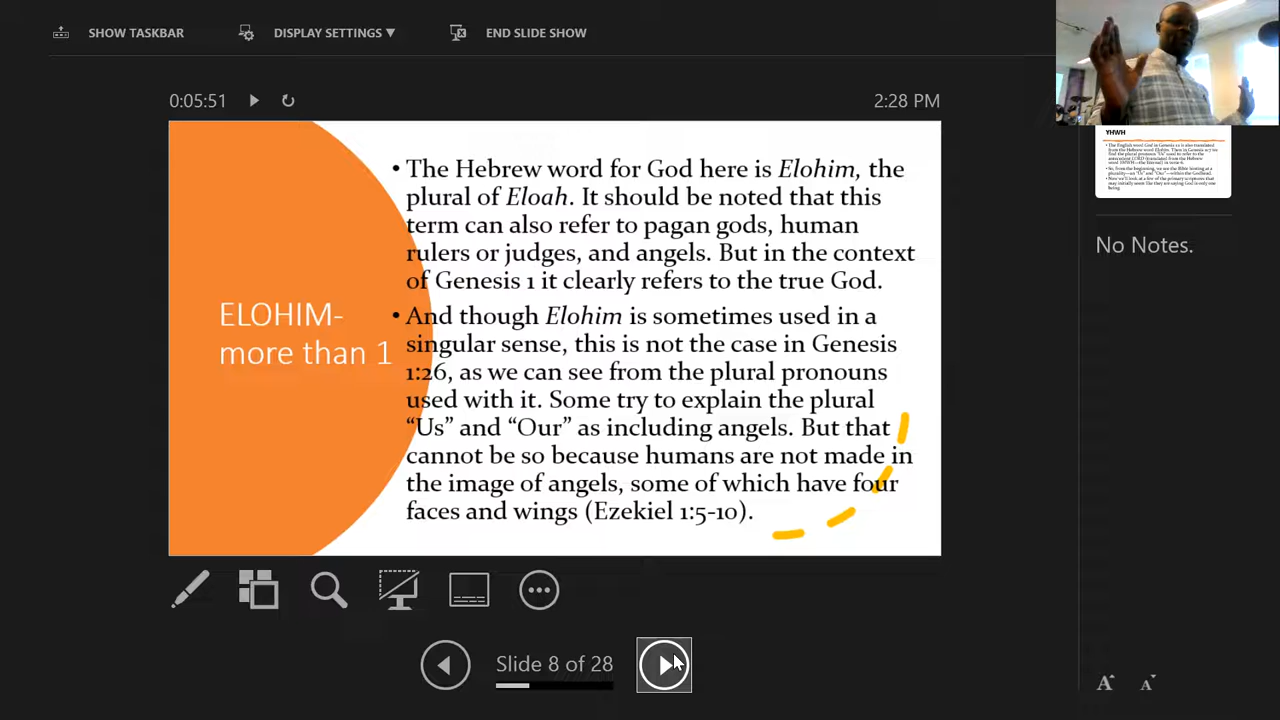 SHOW TASKBAR
DISPLAY SETTINGS ▼
END SLIDE SHOW
0:05:51
2:28 PM
ELOHIM-
more than 1
• The Hebrew word for God here is Elohim, the
plural of Eloah. It should be noted that this
term can also refer to pagan gods, human
rulers or judges, and angels. But in the context
of Genesis 1 it clearly refers to the true God.
• And though Elohim is sometimes used in a
singular sense, this is not the case in Genesis
1:26, as we can see from the plural pronouns
used with it. Some try to explain the plural
“Us” and “Our” as including angels. But that
cannot be so because humans are not made in
the image of angels, some of which have four
faces and wings (Ezekiel 1:5-10).
YHWH
No Notes.
Slide 8 of 28
A A